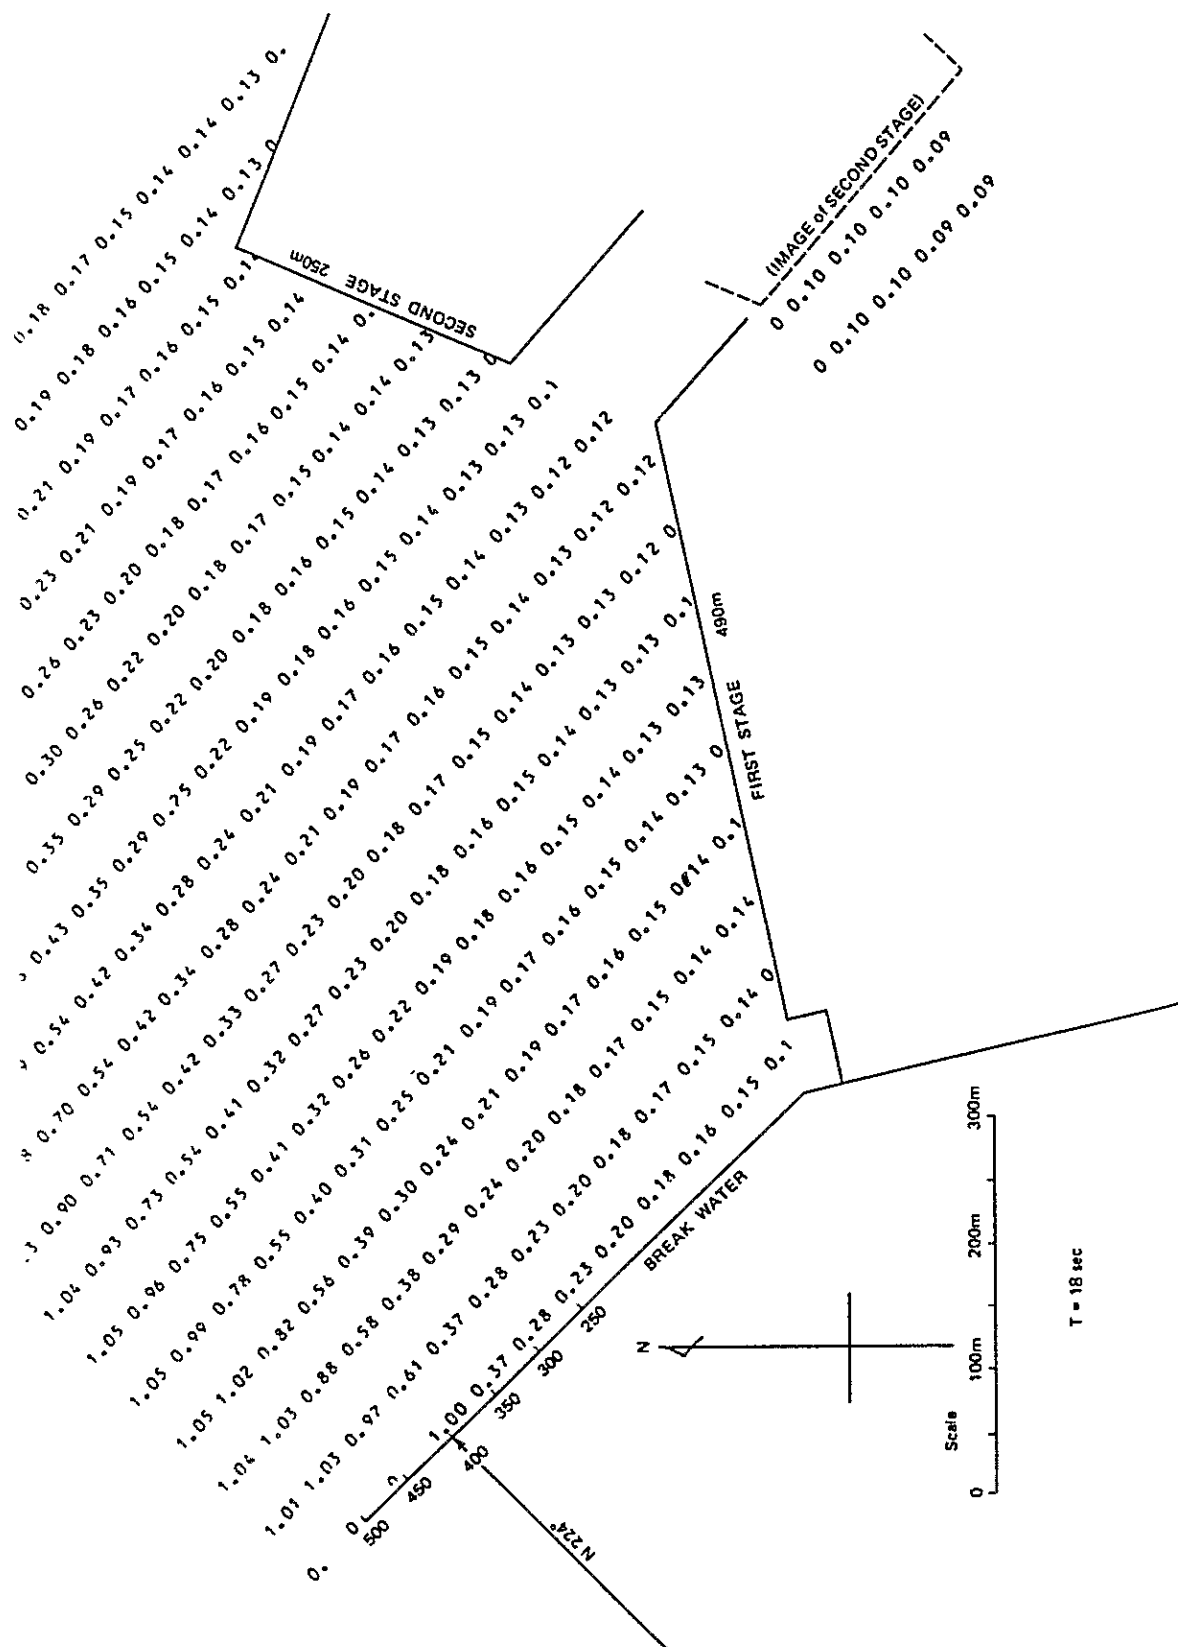 0.18 0.17 0.15 0.14 0.14 0.13 0.
0.19 0.18 0.16 0.15 0.14 0.13 0
0.21 0.19 0.17 0.16 0.15 0.14
0.23 0.21 0.19 0.17 0.16 0.15 0.14
0.26 0.23 0.20 0.18 0.17 0.16 0.15 0.14 0.
0.30 0.26 0.22 0.20 0.18 0.17 0.15 0.14 0.14 0.13
0.35 0.29 0.25 0.22 0.20 0.18 0.16 0.15 0.14 0.13 0.13 0
0.43 0.35 0.29 0.25 0.22 0.19 0.18 0.16 0.15 0.14 0.13 0.13 0.1
0.54 0.42 0.34 0.28 0.24 0.21 0.19 0.17 0.16 0.15 0.14 0.13 0.12 0.12
0.70 0.54 0.42 0.34 0.28 0.24 0.21 0.19 0.17 0.16 0.15 0.14 0.13 0.12 0.12
0.90 0.71 0.54 0.42 0.33 0.27 0.23 0.20 0.18 0.17 0.15 0.14 0.13 0.13 0.12 0
1.04 0.93 0.73 0.54 0.41 0.32 0.27 0.23 0.20 0.18 0.16 0.15 0.14 0.13 0.13 0.1
1.05 0.96 0.75 0.55 0.41 0.32 0.26 0.22 0.19 0.18 0.16 0.15 0.14 0.13 0.13
1.05 0.99 0.78 0.55 0.40 0.31 0.25 0.21 0.19 0.17 0.16 0.15 0.14 0.13 0
1.05 1.02 0.82 0.56 0.39 0.30 0.24 0.21 0.19 0.17 0.16 0.15 0.14 0.1
1.04 1.03 0.88 0.58 0.38 0.29 0.24 0.20 0.18 0.17 0.15 0.14 0.14
1.01 1.03 0.97 0.61 0.37 0.28 0.23 0.20 0.18 0.17 0.15 0.14 0
0. 0 0 1.00 0.37 0.28 0.23 0.20 0.18 0.16 0.15 0.1
SECOND STAGE 250m
(IMAGE of SECOND STAGE)
0 0.10 0.10 0.10 0.09
0 0.10 0.10 0.09 0.09
FIRST STAGE 490m
BREAK WATER
500
450
400
350
300
250
N 224°
N
Scale
0 100m 200m 300m
T = 18 sec